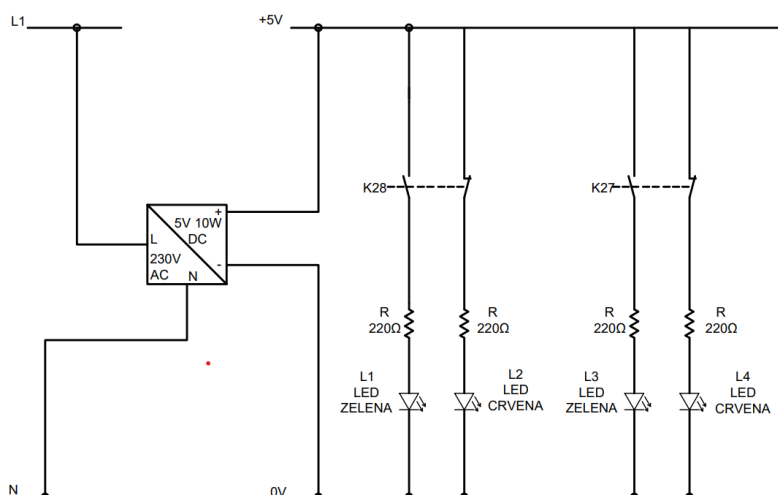 L1
+5V
K28
K27
+
5V 10W
L
DC
-
230V
AC
N
R
220Ω
R
220Ω
R
220Ω
R
220Ω
L1
LED
ZELENA
L2
LED
CRVENA
L3
LED
ZELENA
L4
LED
CRVENA
N
0V